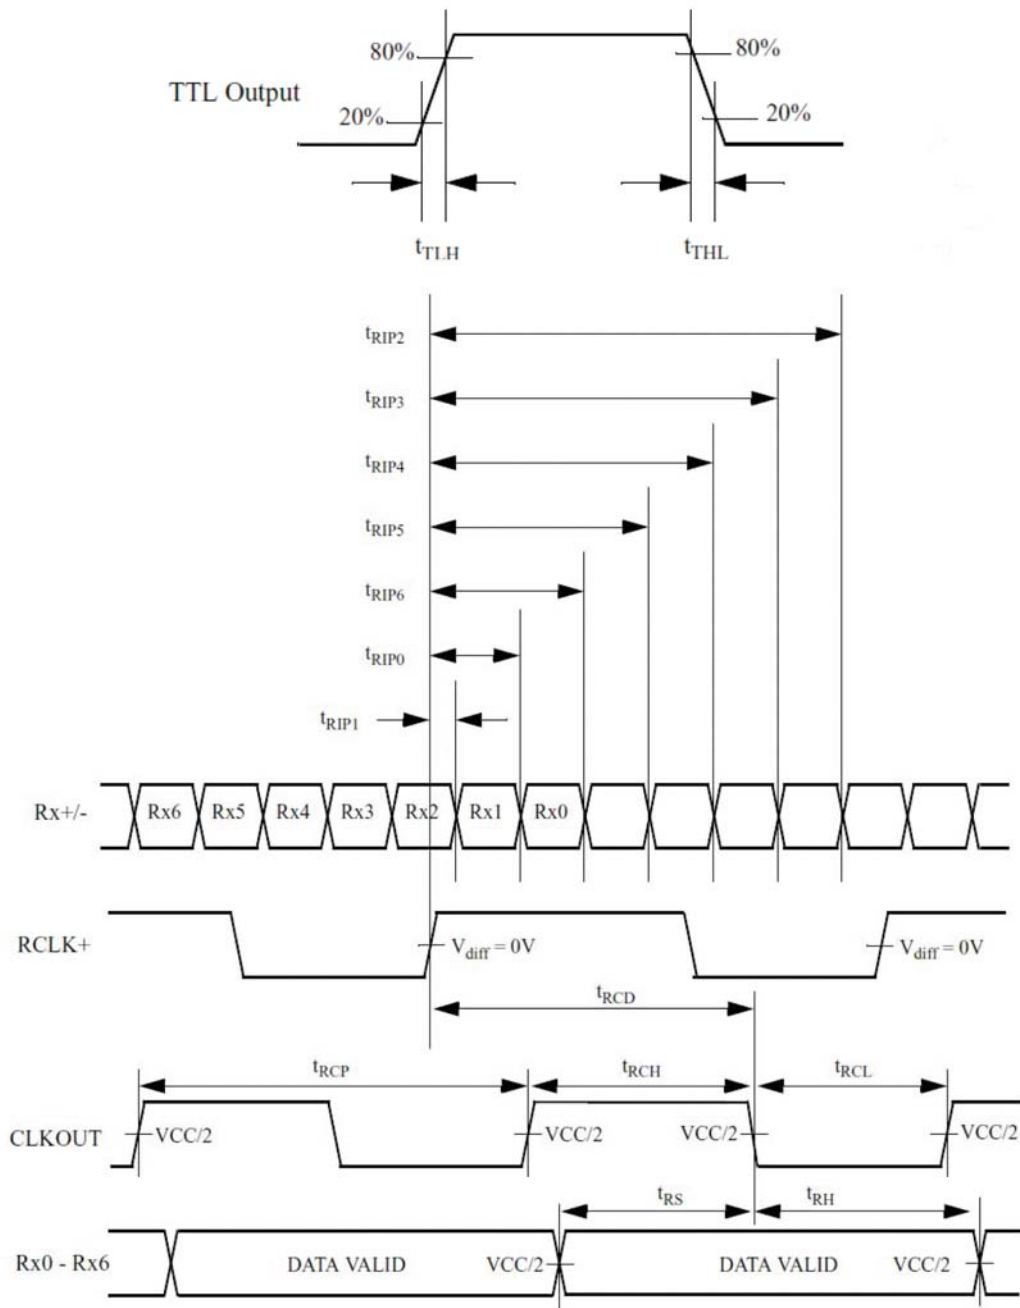 80% 80%
TTL Output
20% 20%
tTLH tTHL
tRIP2
tRIP3
tRIP4
tRIP5
tRIP6
tRIP0
tRIP1
Rx+/- Rx6 Rx5 Rx4 Rx3 Rx2 Rx1 Rx0
RCLK+ Vdiff = 0V Vdiff = 0V
tRCD
tRCP tRCH tRCL
CLKOUT VCC/2 VCC/2 VCC/2 VCC/2
tRS tRH
Rx0 - Rx6 DATA VALID VCC/2 DATA VALID VCC/2